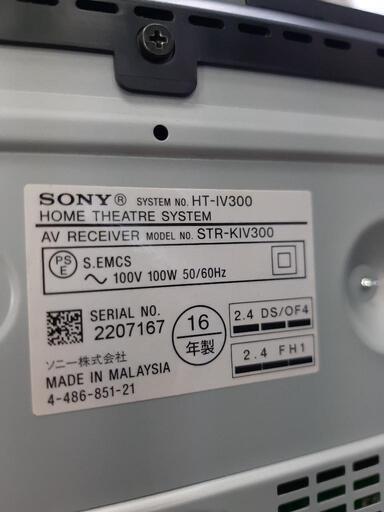 SONY® SYSTEM NO. HT-IV300
HOME THEATRE SYSTEM
AV RECEIVER MODEL NO. STR-KIV300
PS
E
S.EMCS
～ 100V 100W 50/60Hz
SERIAL NO.
2207167
16
年製
2.4 DS/OF4
2.4 FH1
ソニー株式会社
MADE IN MALAYSIA
4-486-851-21